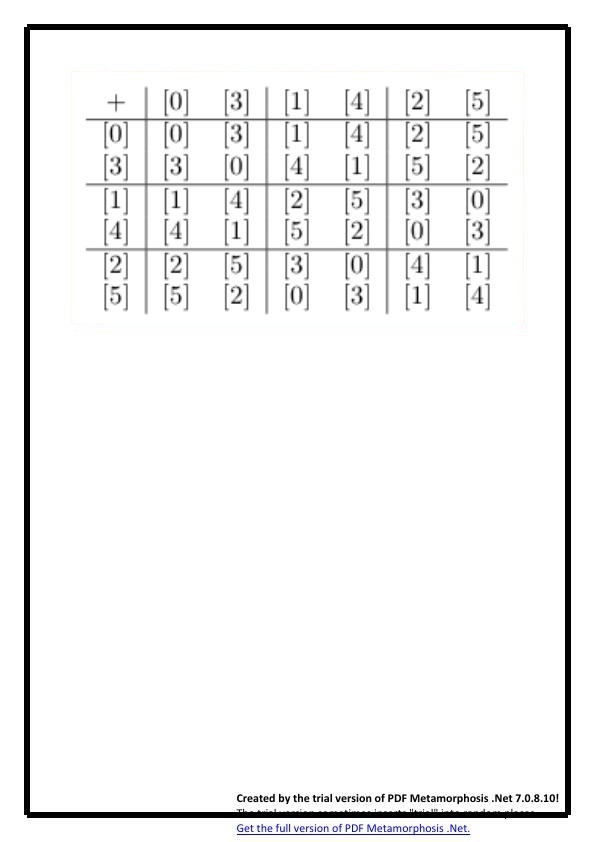 + [0] [3] [1] [4] [2] [5]
[0] [0] [3] [1] [4] [2] [5]
[3] [3] [0] [4] [1] [5] [2]
[1] [1] [4] [2] [5] [3] [0]
[4] [4] [1] [5] [2] [0] [3]
[2] [2] [5] [3] [0] [4] [1]
[5] [5] [2] [0] [3] [1] [4]
Created by the trial version of PDF Metamorphosis .Net 7.0.8.10!
The trial version sometimes inserts "trial" into random places.
Get the full version of PDF Metamorphosis .Net.